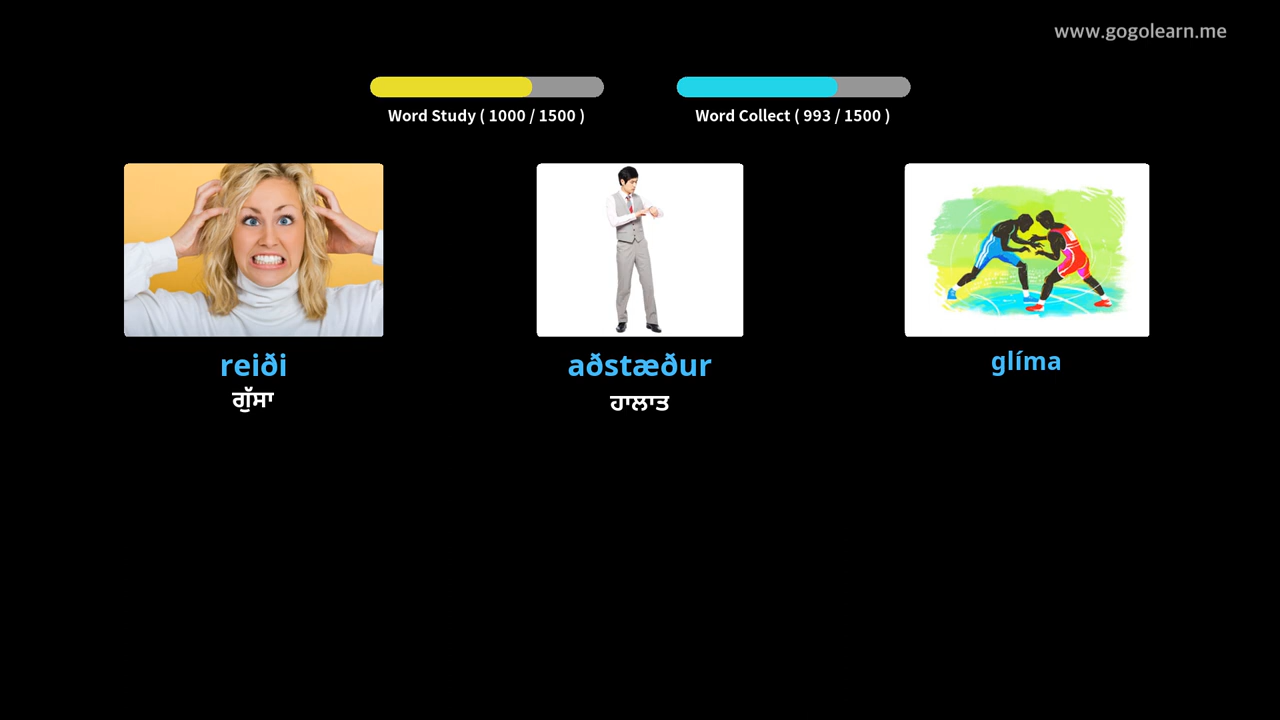 www.gogolearn.me
Word Study ( 1000 / 1500 )
Word Collect ( 993 / 1500 )
reiði
aðstæður
glíma
ਗੁੱਸਾ
ਹਾਲਾਤ